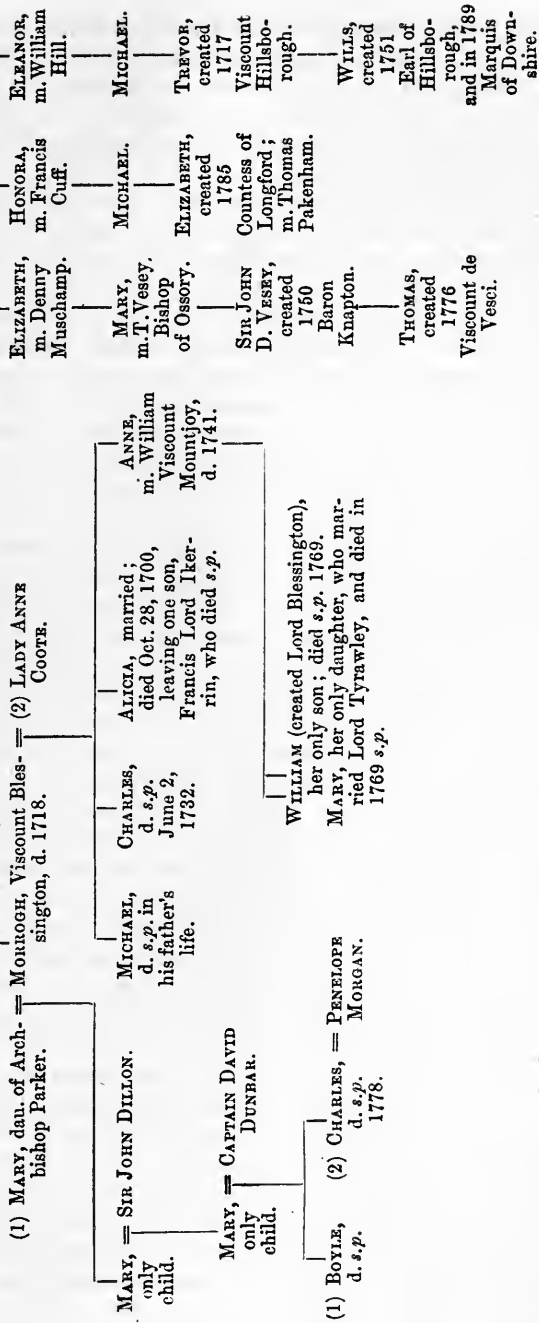 (1) MARY, dau. of Arch- = MORROGH, Viscount Bles- = (2) LADY ANNE
bishop Parker.
sington, d. 1718.
COOTE.
MARY, = SIR JOHN DILLON.
only
child.
MICHAEL,
d. s.p. in
his father's
life.
CHARLES,
d. s.p.
June 2,
1732.
ALICIA, married;
died Oct. 28, 1700,
leaving one son,
Francis Lord Iker-
rin, who died s.p.
ANNE,
m. William
Viscount
Mountjoy,
d. 1741.
MARY, = CAPTAIN DAVID
only
child.
DUNBAR.
(1) BOYLE,
d. s.p.
(2) CHARLES, = PENELOPE
d. s.p.
1778.
MORGAN.
WILLIAM (created Lord Blessington),
her only son; died s.p. 1769.
MARY, her only daughter, who mar-
ried Lord Tyrawley, and died in
1769 s.p.
ELIZABETH,
m. Denny
Muschamp.
MARY,
m. T. Vesey,
Bishop
of Ossory.
SIR JOHN
D. VESEY,
created
1750
Baron
Knapton.
THOMAS,
created
1776
Viscount de
Vesci.
HONORA,
m. Francis
Cuff.
MICHAEL.
ELIZABETH,
created
1785
Countess of
Longford;
m. Thomas
Pakenham.
ELEANOR,
m. William
Hill.
MICHAEL.
TREVOR,
created
1717
Viscount
Hillsbo-
rough.
WILLS,
created
1751
Earl of
Hillsbo-
rough,
and in 1789
Marquis
of Down-
shire.